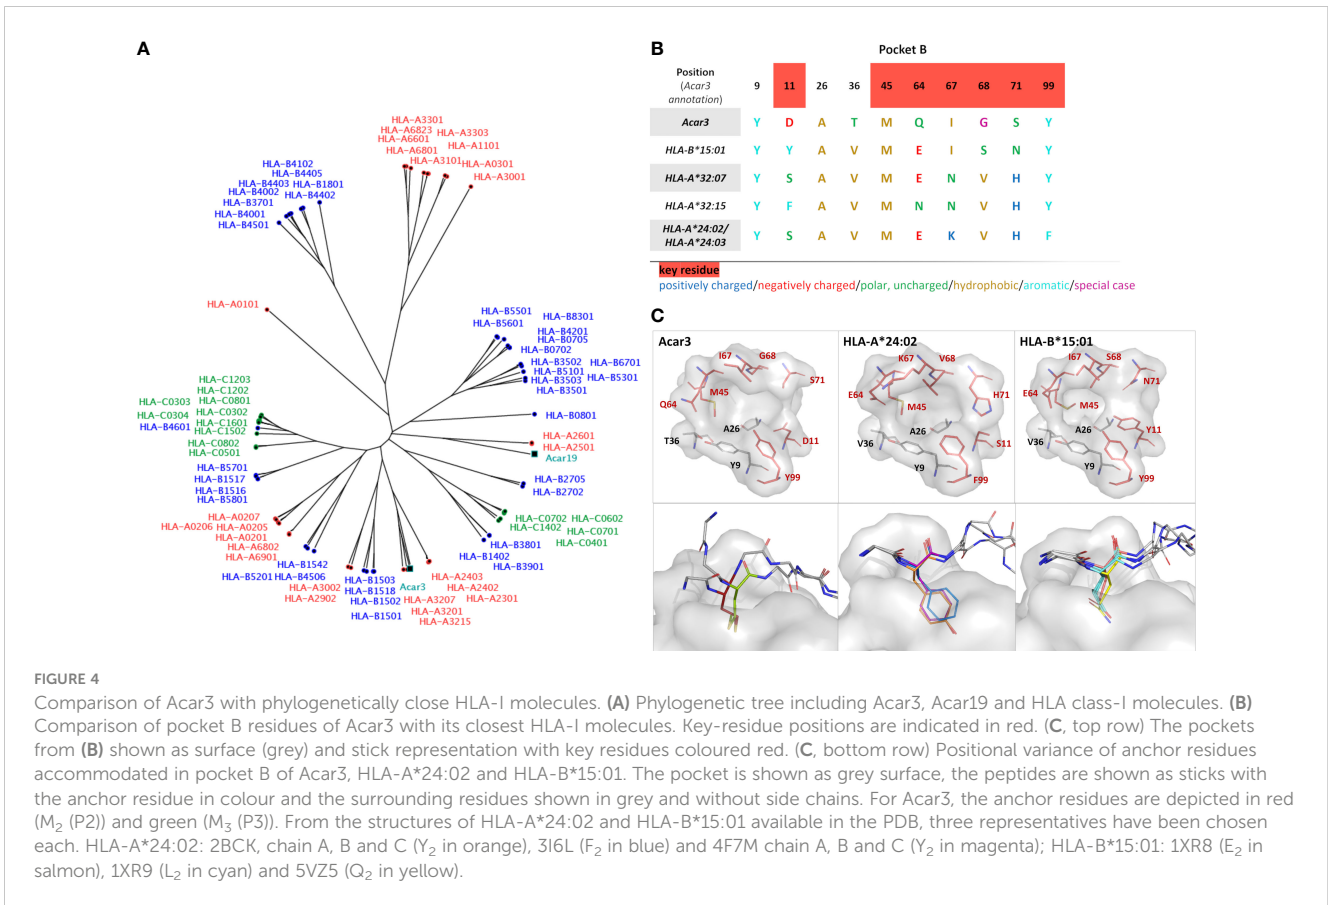 A
HLA-A3301
HLA-A6823
HLA-A3303
HLA-A6601
HLA-A1101
HLA-A6801
HLA-A3101
HLA-A0301
HLA-A3001
HLA-B4102
HLA-B4405
HLA-B4403 HLA-B1801
HLA-B4002
HLA-B4402
HLA-B3701
HLA-B4001
HLA-B4501
HLA-A0101
HLA-B5501
HLA-B8301
HLA-B5601
HLA-B4201
HLA-B0705
HLA-B0702
HLA-B3502
HLA-B6701
HLA-B5101
HLA-B3503
HLA-B5301
HLA-B3501
HLA-B0801
HLA-A2601
HLA-A2501
Acar19
HLA-B2705
HLA-B2702
HLA-C0702 HLA-C0602
HLA-C1402
HLA-C0701
HLA-C0401
HLA-B3801
HLA-B1402
HLA-B3901
HLA-C1203
HLA-C1202
HLA-C0801
HLA-C0303
HLA-C0302
HLA-C0304
HLA-C1601
HLA-B4601
HLA-C1502
HLA-C0802
HLA-C0501
HLA-B5701
HLA-B1517
HLA-B1516
HLA-B5801
HLA-A0207
HLA-A0206 HLA-A0205
HLA-A0201
HLA-A6802
HLA-A6901
HLA-B1542
HLA-B5201 HLA-B4506
HLA-A3002
HLA-A2902
HLA-B1503
HLA-B1518
HLA-B1502
HLA-B1501
Acar3
HLA-A2403
HLA-A2402
HLA-A2301
HLA-A3207
HLA-A3201
HLA-A3215
B
Pocket B
Position
(Acar3
annotation)
9 11 26 36 45 64 67 68 71 99
Acar3 Y D A T M Q I G S Y
HLA-B*15:01 Y Y A V M E I S N Y
HLA-A*32:07 Y S A V M E N V H Y
HLA-A*32:15 Y F A V M N N V H Y
HLA-A*24:02/
HLA-A*24:03
Y S A V M E K V H F
key residue
positively charged/negatively charged/polar, uncharged/hydrophobic/aromatic/special case
C
Acar3
I67
G68
S71
M45
Q64
A26
T36
D11
Y9
Y99
HLA-A*24:02
K67
V68
E64
M45
H71
A26
V36
S11
Y9
F99
HLA-B*15:01
I67
S68
N71
E64
M45
A26
Y11
V36
Y9
Y99
FIGURE 4
Comparison of Acar3 with phylogenetically close HLA-I molecules. (A) Phylogenetic tree including Acar3, Acar19 and HLA class-I molecules. (B)
Comparison of pocket B residues of Acar3 with its closest HLA-I molecules. Key-residue positions are indicated in red. (C, top row) The pockets
from (B) shown as surface (grey) and stick representation with key residues coloured red. (C, bottom row) Positional variance of anchor residues
accommodated in pocket B of Acar3, HLA-A*24:02 and HLA-B*15:01. The pocket is shown as grey surface, the peptides are shown as sticks with
the anchor residue in colour and the surrounding residues shown in grey and without side chains. For Acar3, the anchor residues are depicted in red
(M₂ (P2)) and green (M₃ (P3)). From the structures of HLA-A*24:02 and HLA-B*15:01 available in the PDB, three representatives have been chosen
each. HLA-A*24:02: 2BCK, chain A, B and C (Y₂ in orange), 3I6L (F₂ in blue) and 4F7M chain A, B and C (Y₂ in magenta); HLA-B*15:01: 1XR8 (E₂ in
salmon), 1XR9 (L₂ in cyan) and 5VZ5 (Q₂ in yellow).